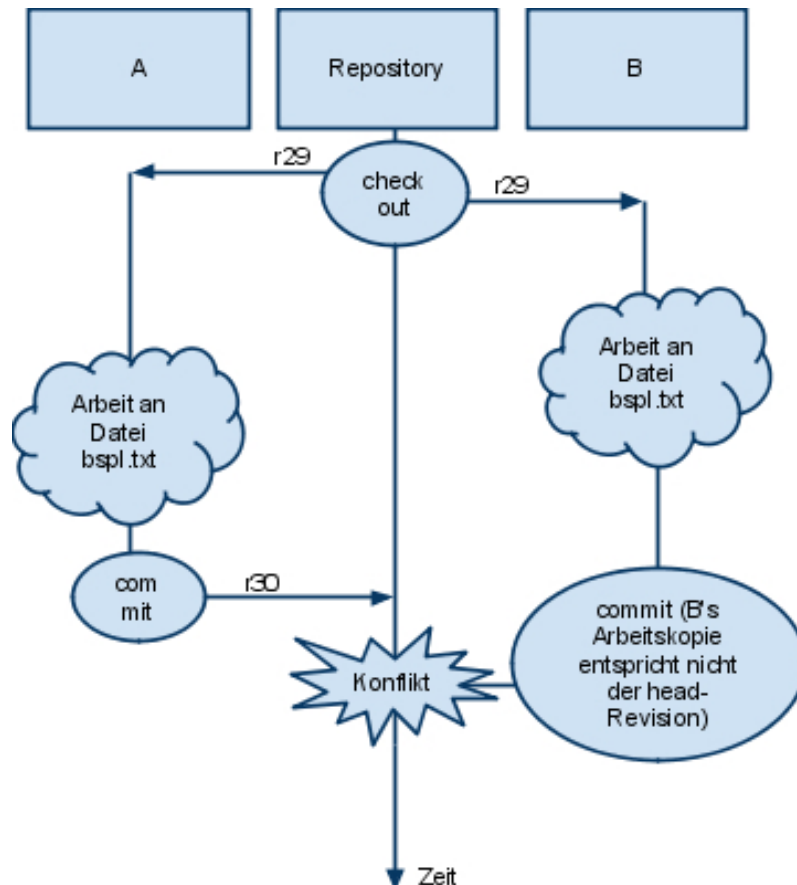 A
Repository
B
r29
check
out
r29
Arbeit an
Datei
bspl.txt
Arbeit an
Datei
bspl.txt
com
mit
r30
commit (B's
Arbeitskopie
entspricht nicht
der head-
Revision)
Konflikt
Zeit